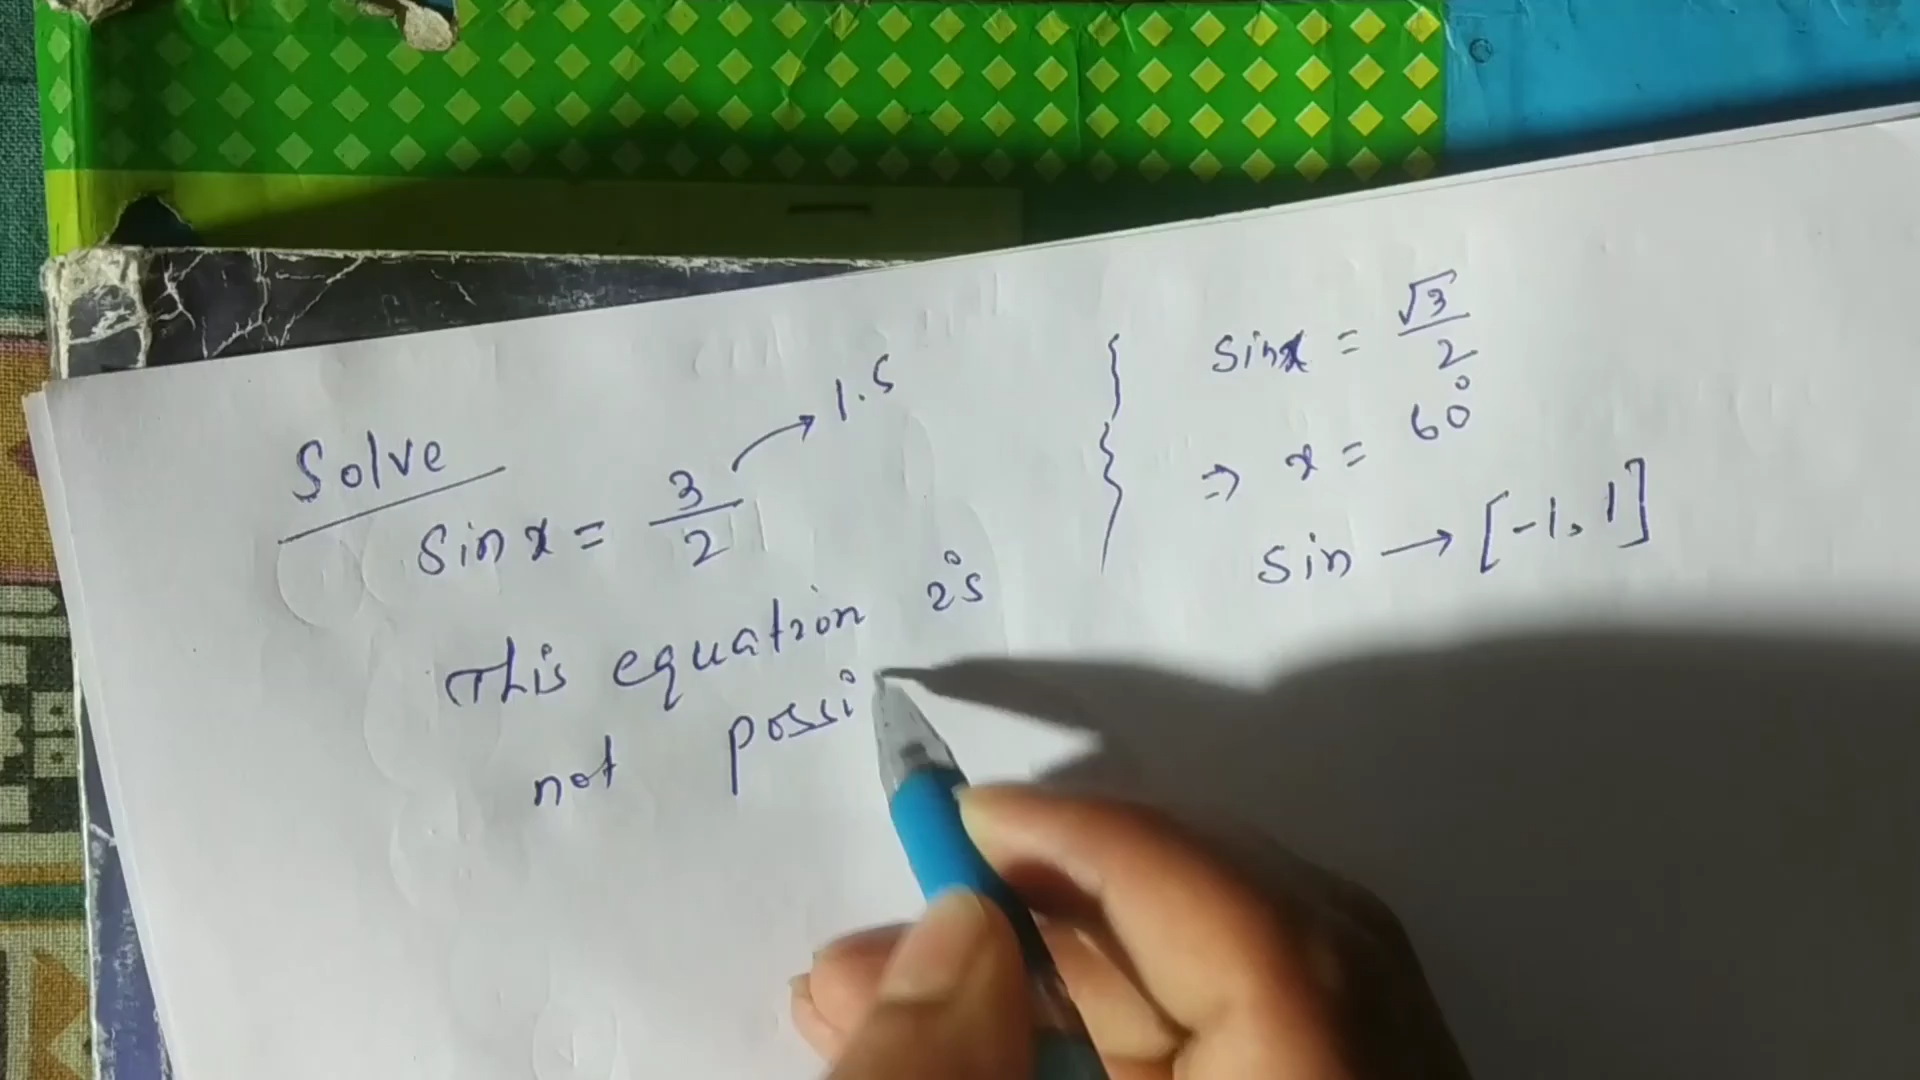 Solve
sin x = 3/2 → 1.5
This equation is
not possi
sin x = √3/2
⇒ x = 60°
sin → [-1, 1]